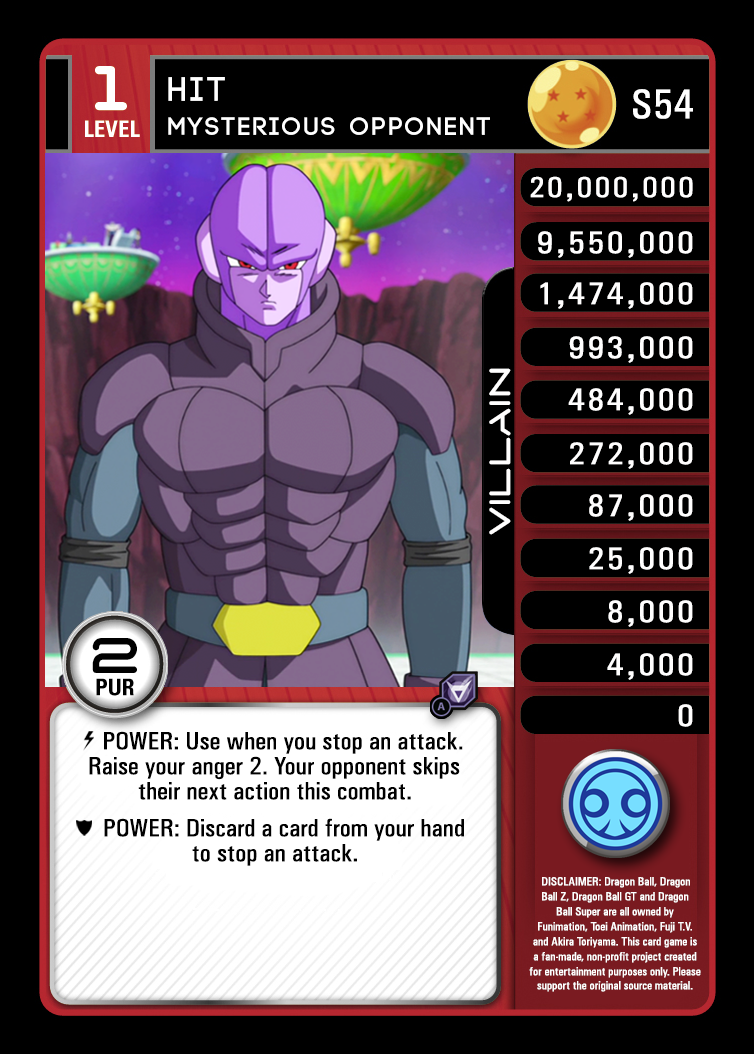 1
LEVEL
HIT
MYSTERIOUS OPPONENT
S54
20,000,000
9,550,000
1,474,000
993,000
484,000
272,000
87,000
25,000
8,000
4,000
0
VILLAIN
2
PUR
A
POWER: Use when you stop an attack.
Raise your anger 2. Your opponent skips
their next action this combat.
POWER: Discard a card from your hand
to stop an attack.
DISCLAIMER: Dragon Ball, Dragon
Ball Z, Dragon Ball GT and Dragon
Ball Super are all owned by
Funimation, Toei Animation, Fuji T.V.
and Akira Toriyama. This card game is
a fan-made, non-profit project created
for entertainment purposes only. Please
support the original source material.